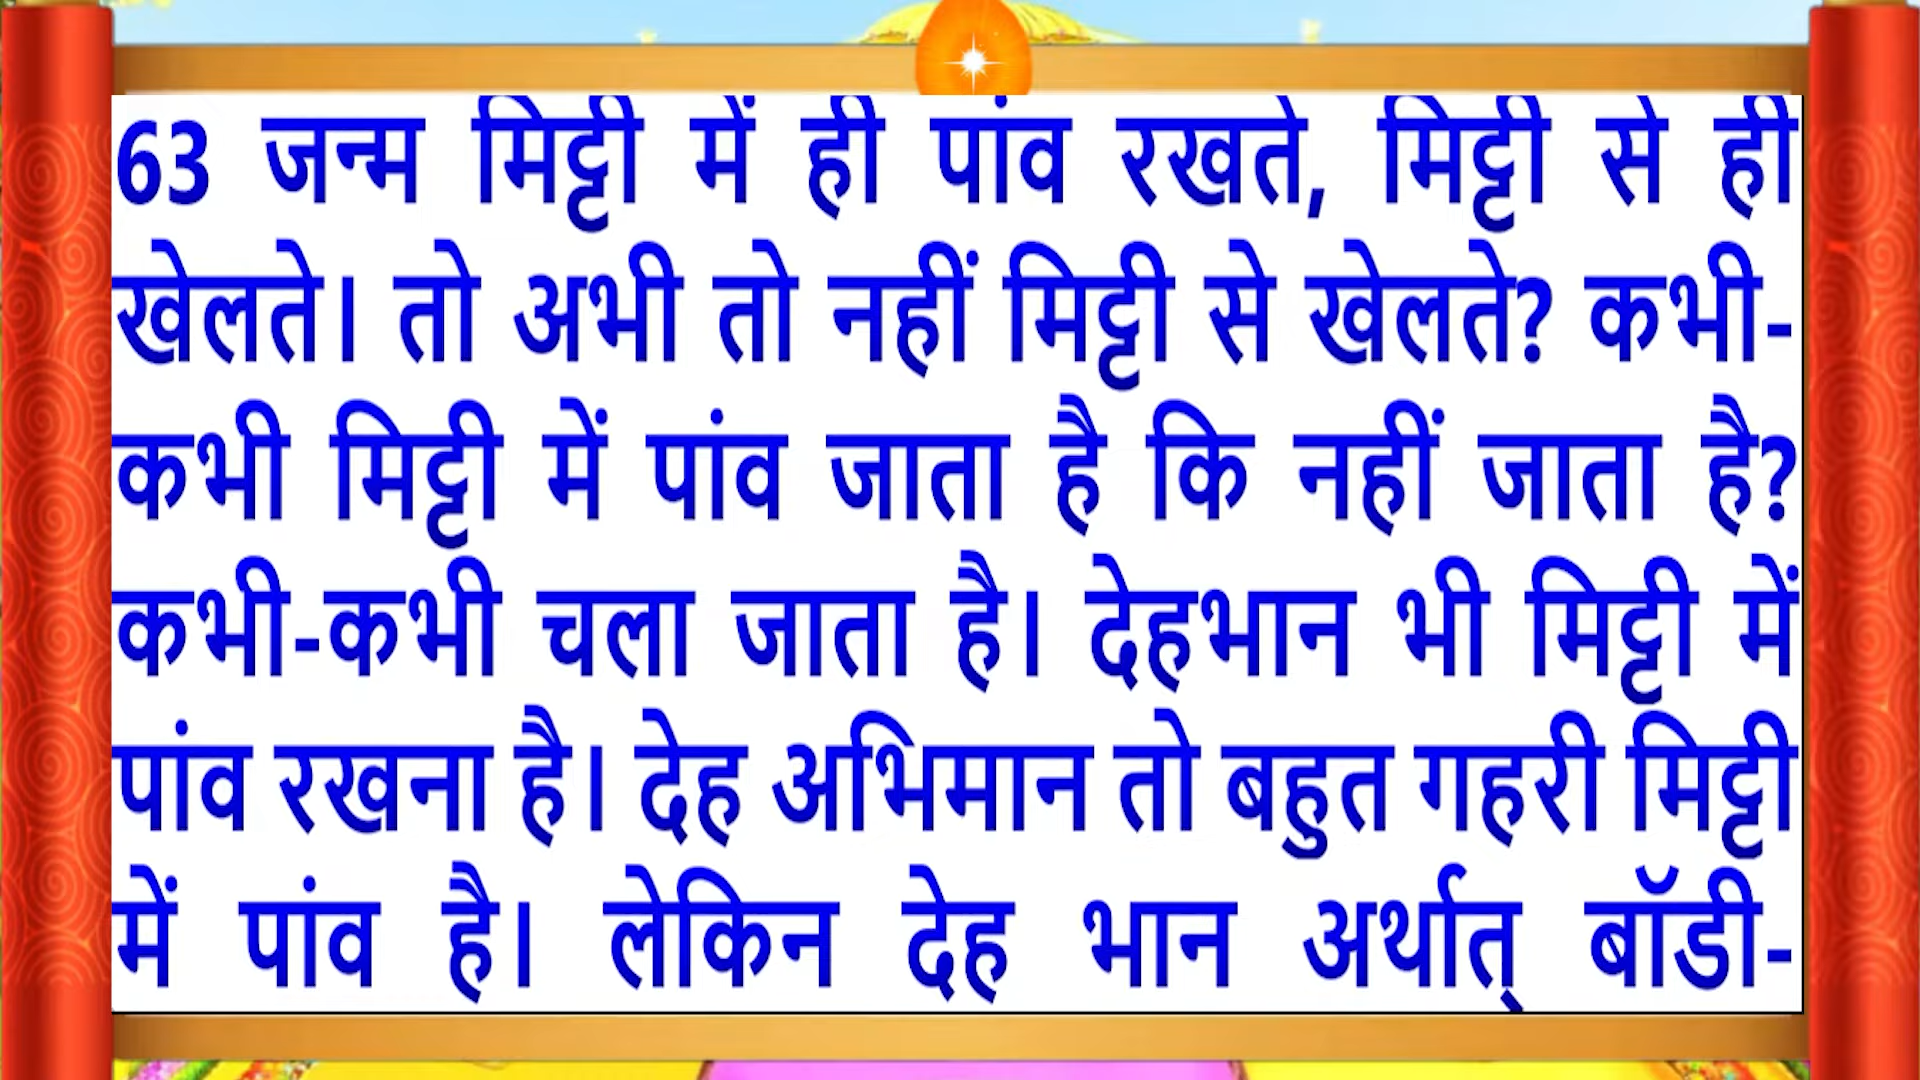 63 जन्म मिट्टी में ही पांव रखते, मिट्टी से ही
खेलते। तो अभी तो नहीं मिट्टी से खेलते? कभी-
कभी मिट्टी में पांव जाता है कि नहीं जाता है?
कभी-कभी चला जाता है। देहभान भी मिट्टी में
पांव रखना है। देह अभिमान तो बहुत गहरी मिट्टी
में पांव है। लेकिन देह भान अर्थात् बॉडी-